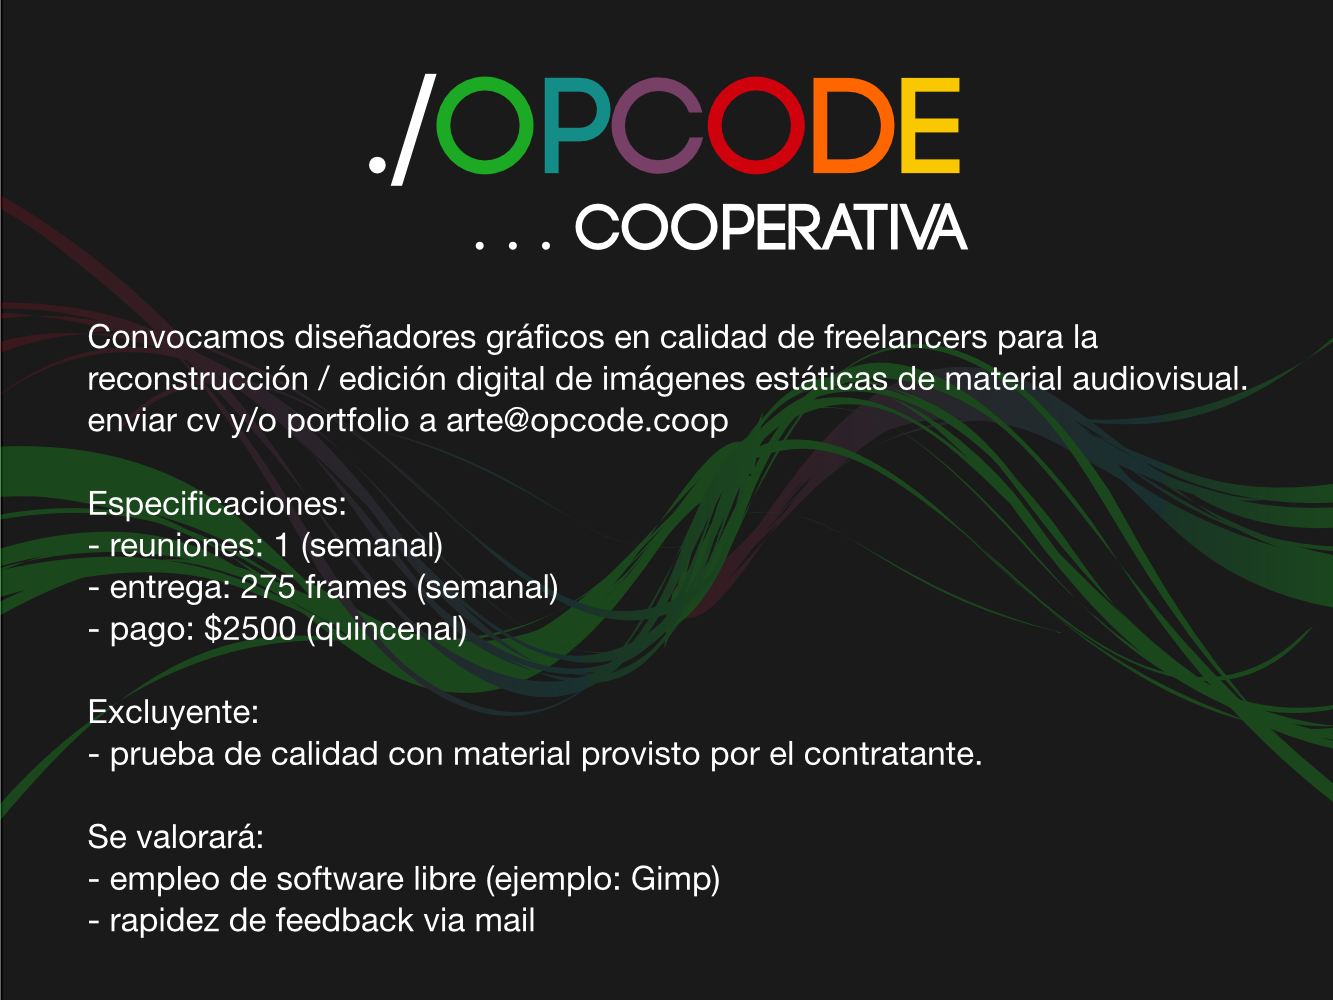 ./OPCODE
. . . COOPERATIVA
Convocamos diseñadores gráficos en calidad de freelancers para la
reconstrucción / edición digital de imágenes estáticas de material audiovisual.
enviar cv y/o portfolio a arte@opcode.coop
Especificaciones:
- reuniones: 1 (semanal)
- entrega: 275 frames (semanal)
- pago: $2500 (quincenal)
Excluyente:
- prueba de calidad con material provisto por el contratante.
Se valorará:
- empleo de software libre (ejemplo: Gimp)
- rapidez de feedback via mail